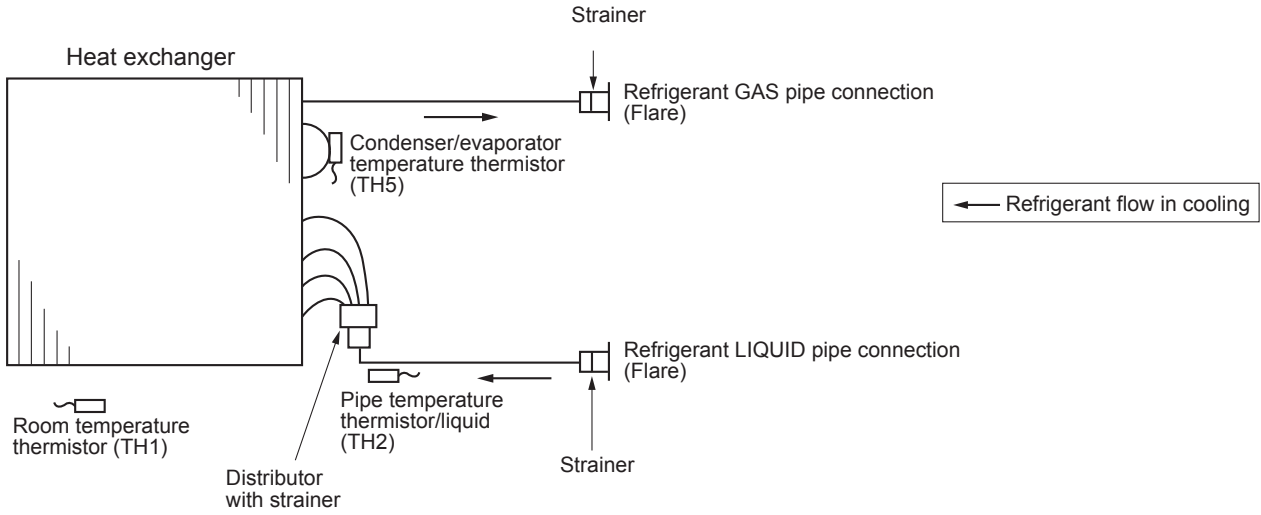 Strainer
Heat exchanger
Refrigerant GAS pipe connection
(Flare)
Condenser/evaporator
temperature thermistor
(TH5)
Refrigerant flow in cooling
Refrigerant LIQUID pipe connection
(Flare)
Pipe temperature
thermistor/liquid
(TH2)
Room temperature
thermistor (TH1)
Strainer
Distributor
with strainer